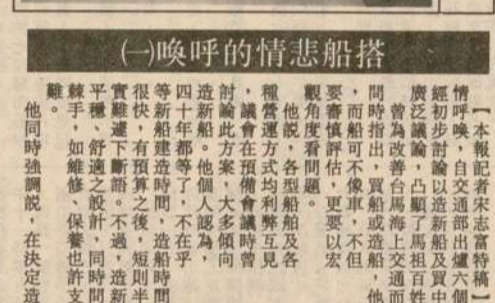 搭船悲情的呼喚㈠
【本報記者宋志富特稿】
情呼喚,自交通部出爐六個
經初步討論以造新船及買中
廣泛議論,凸顯了馬祖百姓
曾為改善台馬海上交通而
問時指出,買船或造船,他
,而船可不像車,不但
要審慎評估,更要以宏
觀角度看問題。
他說,各型船舶及各
種營運方式均利弊互見
,議會在預備會議時曾
討論此方案,大多傾向
造新船。他個人認為,
四十年都等了,不在乎
等新船建造時間,造船時間
很快,有預算之後,短則半
實難遽下斷語。不過,造新
平穩、舒適之設計,同時間
棘手,如維修、保養也許支
難。
他同時強調說,在決定造